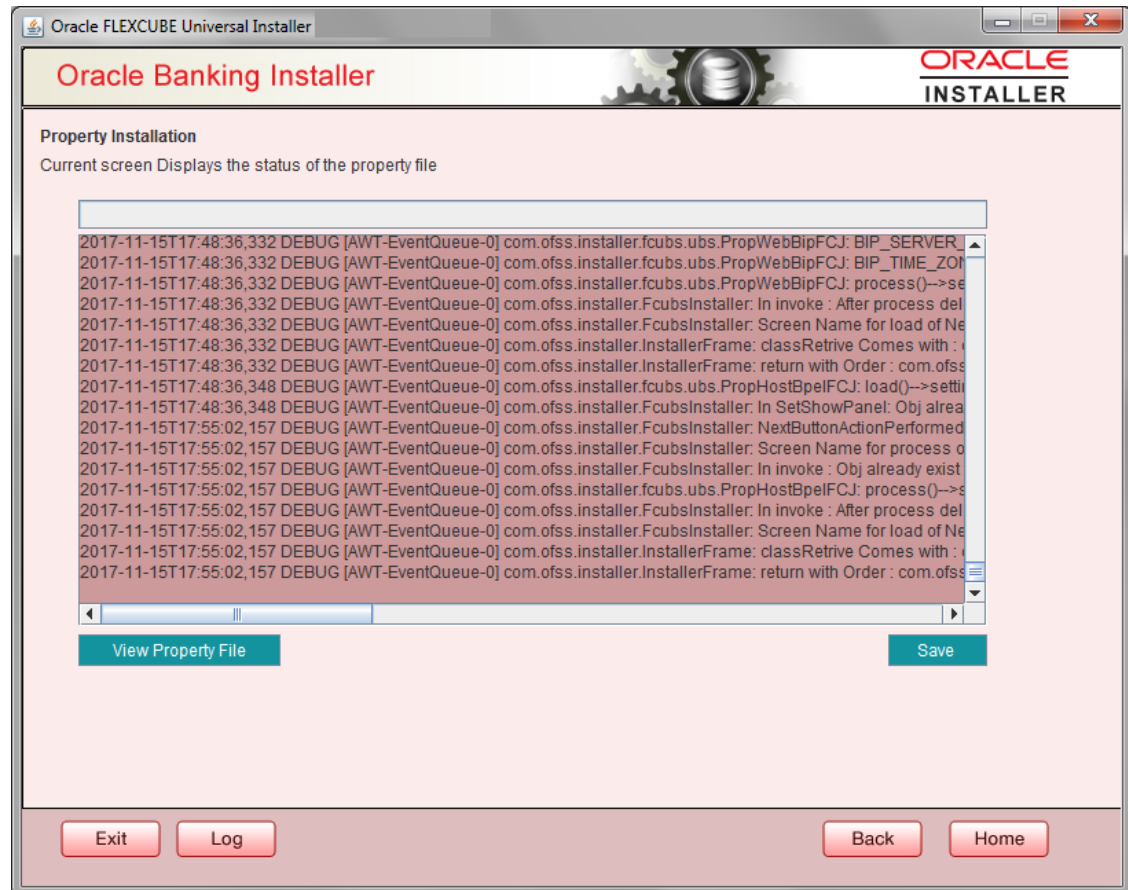 Oracle FLEXCUBE Universal Installer
Oracle Banking Installer
ORACLE
INSTALLER
Property Installation
Current screen Displays the status of the property file
2017-11-15T17:48:36,332 DEBUG [AWT-EventQueue-0] com.ofss.installer.fcubs.ubs.PropWebBipFCJ: BIP_SERVER_
2017-11-15T17:48:36,332 DEBUG [AWT-EventQueue-0] com.ofss.installer.fcubs.ubs.PropWebBipFCJ: BIP_TIME_ZON
2017-11-15T17:48:36,332 DEBUG [AWT-EventQueue-0] com.ofss.installer.fcubs.ubs.PropWebBipFCJ: process()-->se
2017-11-15T17:48:36,332 DEBUG [AWT-EventQueue-0] com.ofss.installer.FcubsInstaller: In invoke : After process del
2017-11-15T17:48:36,332 DEBUG [AWT-EventQueue-0] com.ofss.installer.FcubsInstaller: Screen Name for load of Ne
2017-11-15T17:48:36,332 DEBUG [AWT-EventQueue-0] com.ofss.installer.InstallerFrame: classRetrive Comes with :
2017-11-15T17:48:36,332 DEBUG [AWT-EventQueue-0] com.ofss.installer.InstallerFrame: return with Order : com.ofss
2017-11-15T17:48:36,348 DEBUG [AWT-EventQueue-0] com.ofss.installer.fcubs.ubs.PropHostBpelFCJ: load()-->settin
2017-11-15T17:48:36,348 DEBUG [AWT-EventQueue-0] com.ofss.installer.FcubsInstaller: In SetShowPanel: Obj alrea
2017-11-15T17:55:02,157 DEBUG [AWT-EventQueue-0] com.ofss.installer.FcubsInstaller: NextButtonActionPerformed
2017-11-15T17:55:02,157 DEBUG [AWT-EventQueue-0] com.ofss.installer.FcubsInstaller: Screen Name for process o
2017-11-15T17:55:02,157 DEBUG [AWT-EventQueue-0] com.ofss.installer.FcubsInstaller: In invoke : Obj already exist
2017-11-15T17:55:02,157 DEBUG [AWT-EventQueue-0] com.ofss.installer.fcubs.ubs.PropHostBpelFCJ: process()-->s
2017-11-15T17:55:02,157 DEBUG [AWT-EventQueue-0] com.ofss.installer.FcubsInstaller: In invoke : After process del
2017-11-15T17:55:02,157 DEBUG [AWT-EventQueue-0] com.ofss.installer.FcubsInstaller: Screen Name for load of Ne
2017-11-15T17:55:02,157 DEBUG [AWT-EventQueue-0] com.ofss.installer.InstallerFrame: classRetrive Comes with :
2017-11-15T17:55:02,157 DEBUG [AWT-EventQueue-0] com.ofss.installer.InstallerFrame: return with Order : com.ofss
View Property File
Save
Exit
Log
Back
Home